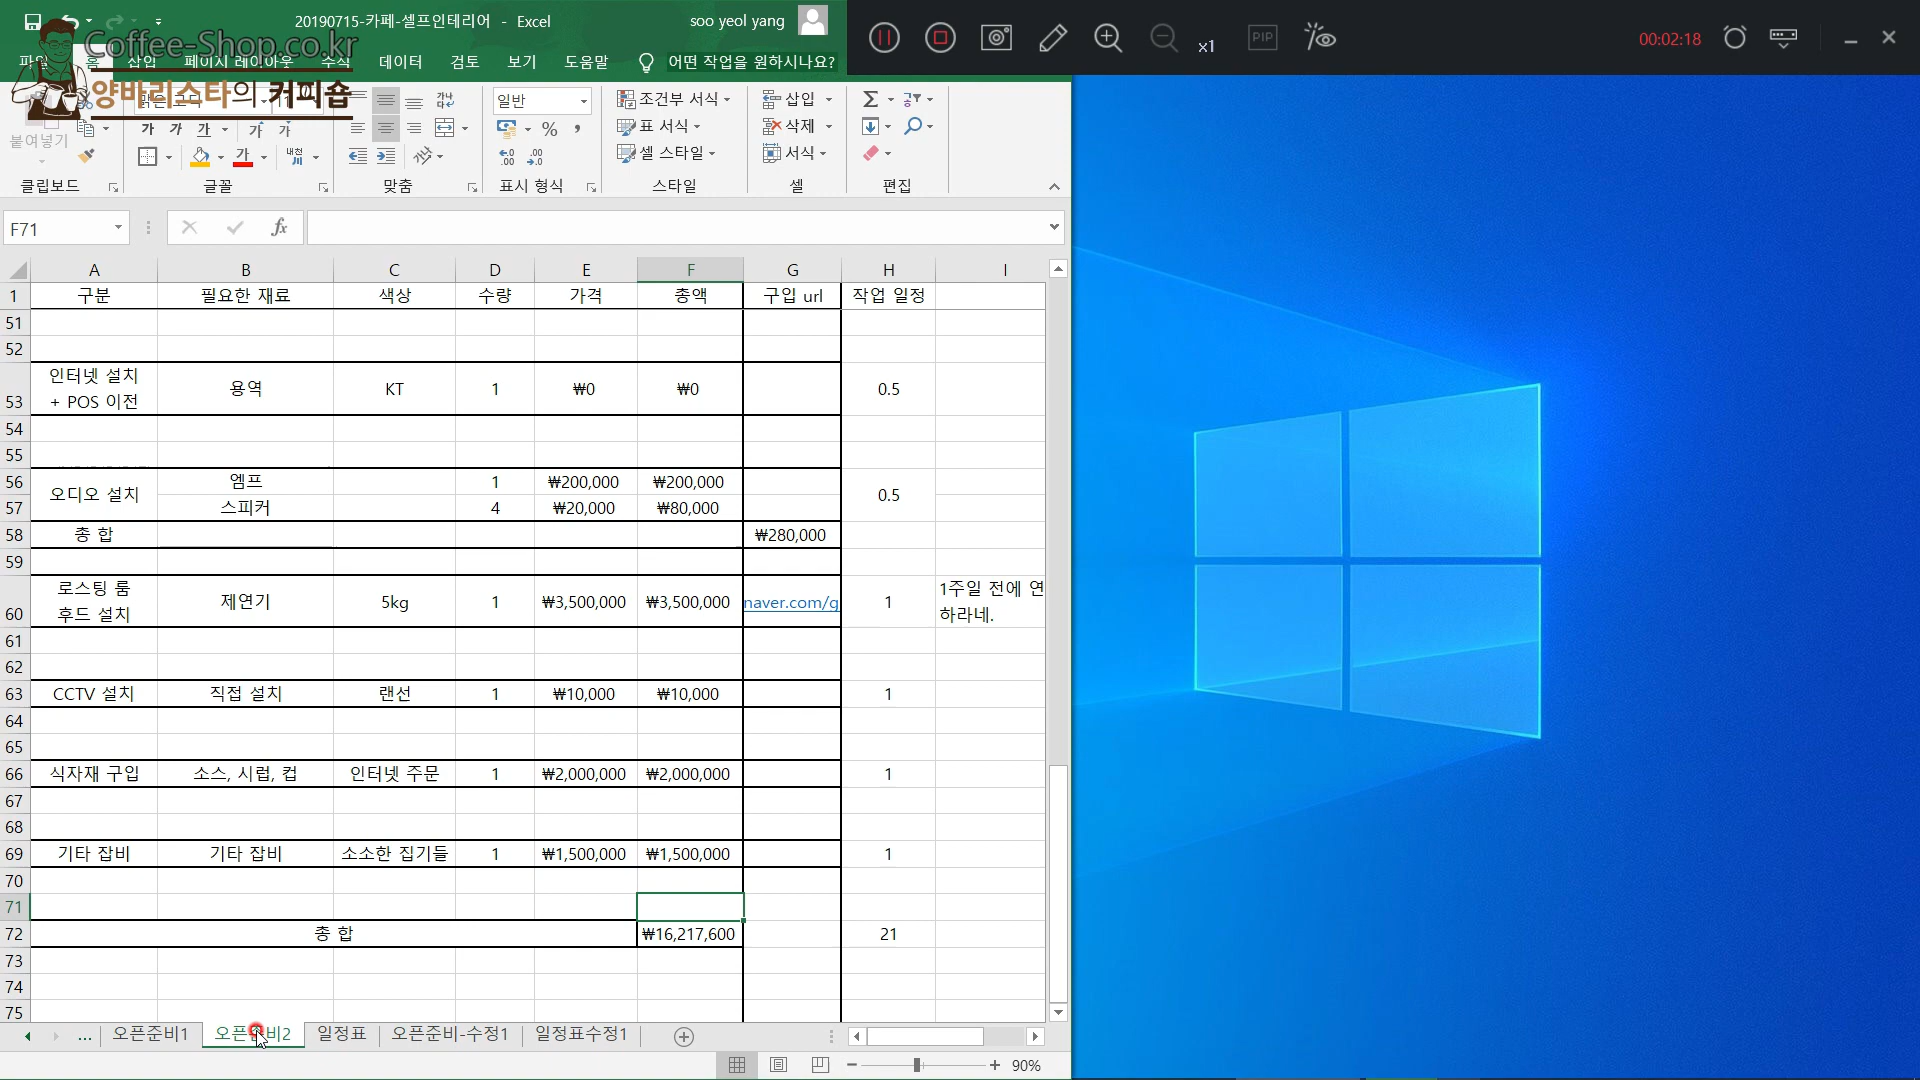 20190715-카페-셀프인테리어 - Excel
soo yeol yang
Coffee-Shop.co.kr
양바리스타의 커피숍
파일 홈 삽입 페이지 레이아웃 수식 데이터 검토 보기 도움말 어떤 작업을 원하시나요?
x1
PIP
00:02:18
붙여넣기
일반
조건부 서식
표 서식
셀 스타일
삽입
삭제
서식
클립보드 글꼴 맞춤 표시 형식 스타일 셀 편집
F71
fx
A B C D E F G H I
1 구분 필요한 재료 색상 수량 가격 총액 구입 url 작업 일정
51
52
53 인터넷 설치 + POS 이전 용역 KT 1 ₩0 ₩0 0.5
54
55
56 오디오 설치 엠프 1 ₩200,000 ₩200,000 0.5
57 스피커 4 ₩20,000 ₩80,000
58 총 합 ₩280,000
59
60 로스팅 룸 후드 설치 제연기 5kg 1 ₩3,500,000 ₩3,500,000 naver.com/q 1 1주일 전에 연 하라네.
61
62
63 CCTV 설치 직접 설치 랜선 1 ₩10,000 ₩10,000 1
64
65
66 식자재 구입 소스, 시럽, 컵 인터넷 주문 1 ₩2,000,000 ₩2,000,000 1
67
68
69 기타 잡비 기타 잡비 소소한 집기들 1 ₩1,500,000 ₩1,500,000 1
70
71
72 총 합 ₩16,217,600 21
73
74
75
... 오픈준비1 오픈준비2 일정표 오픈준비-수정1 일정표수정1
90%